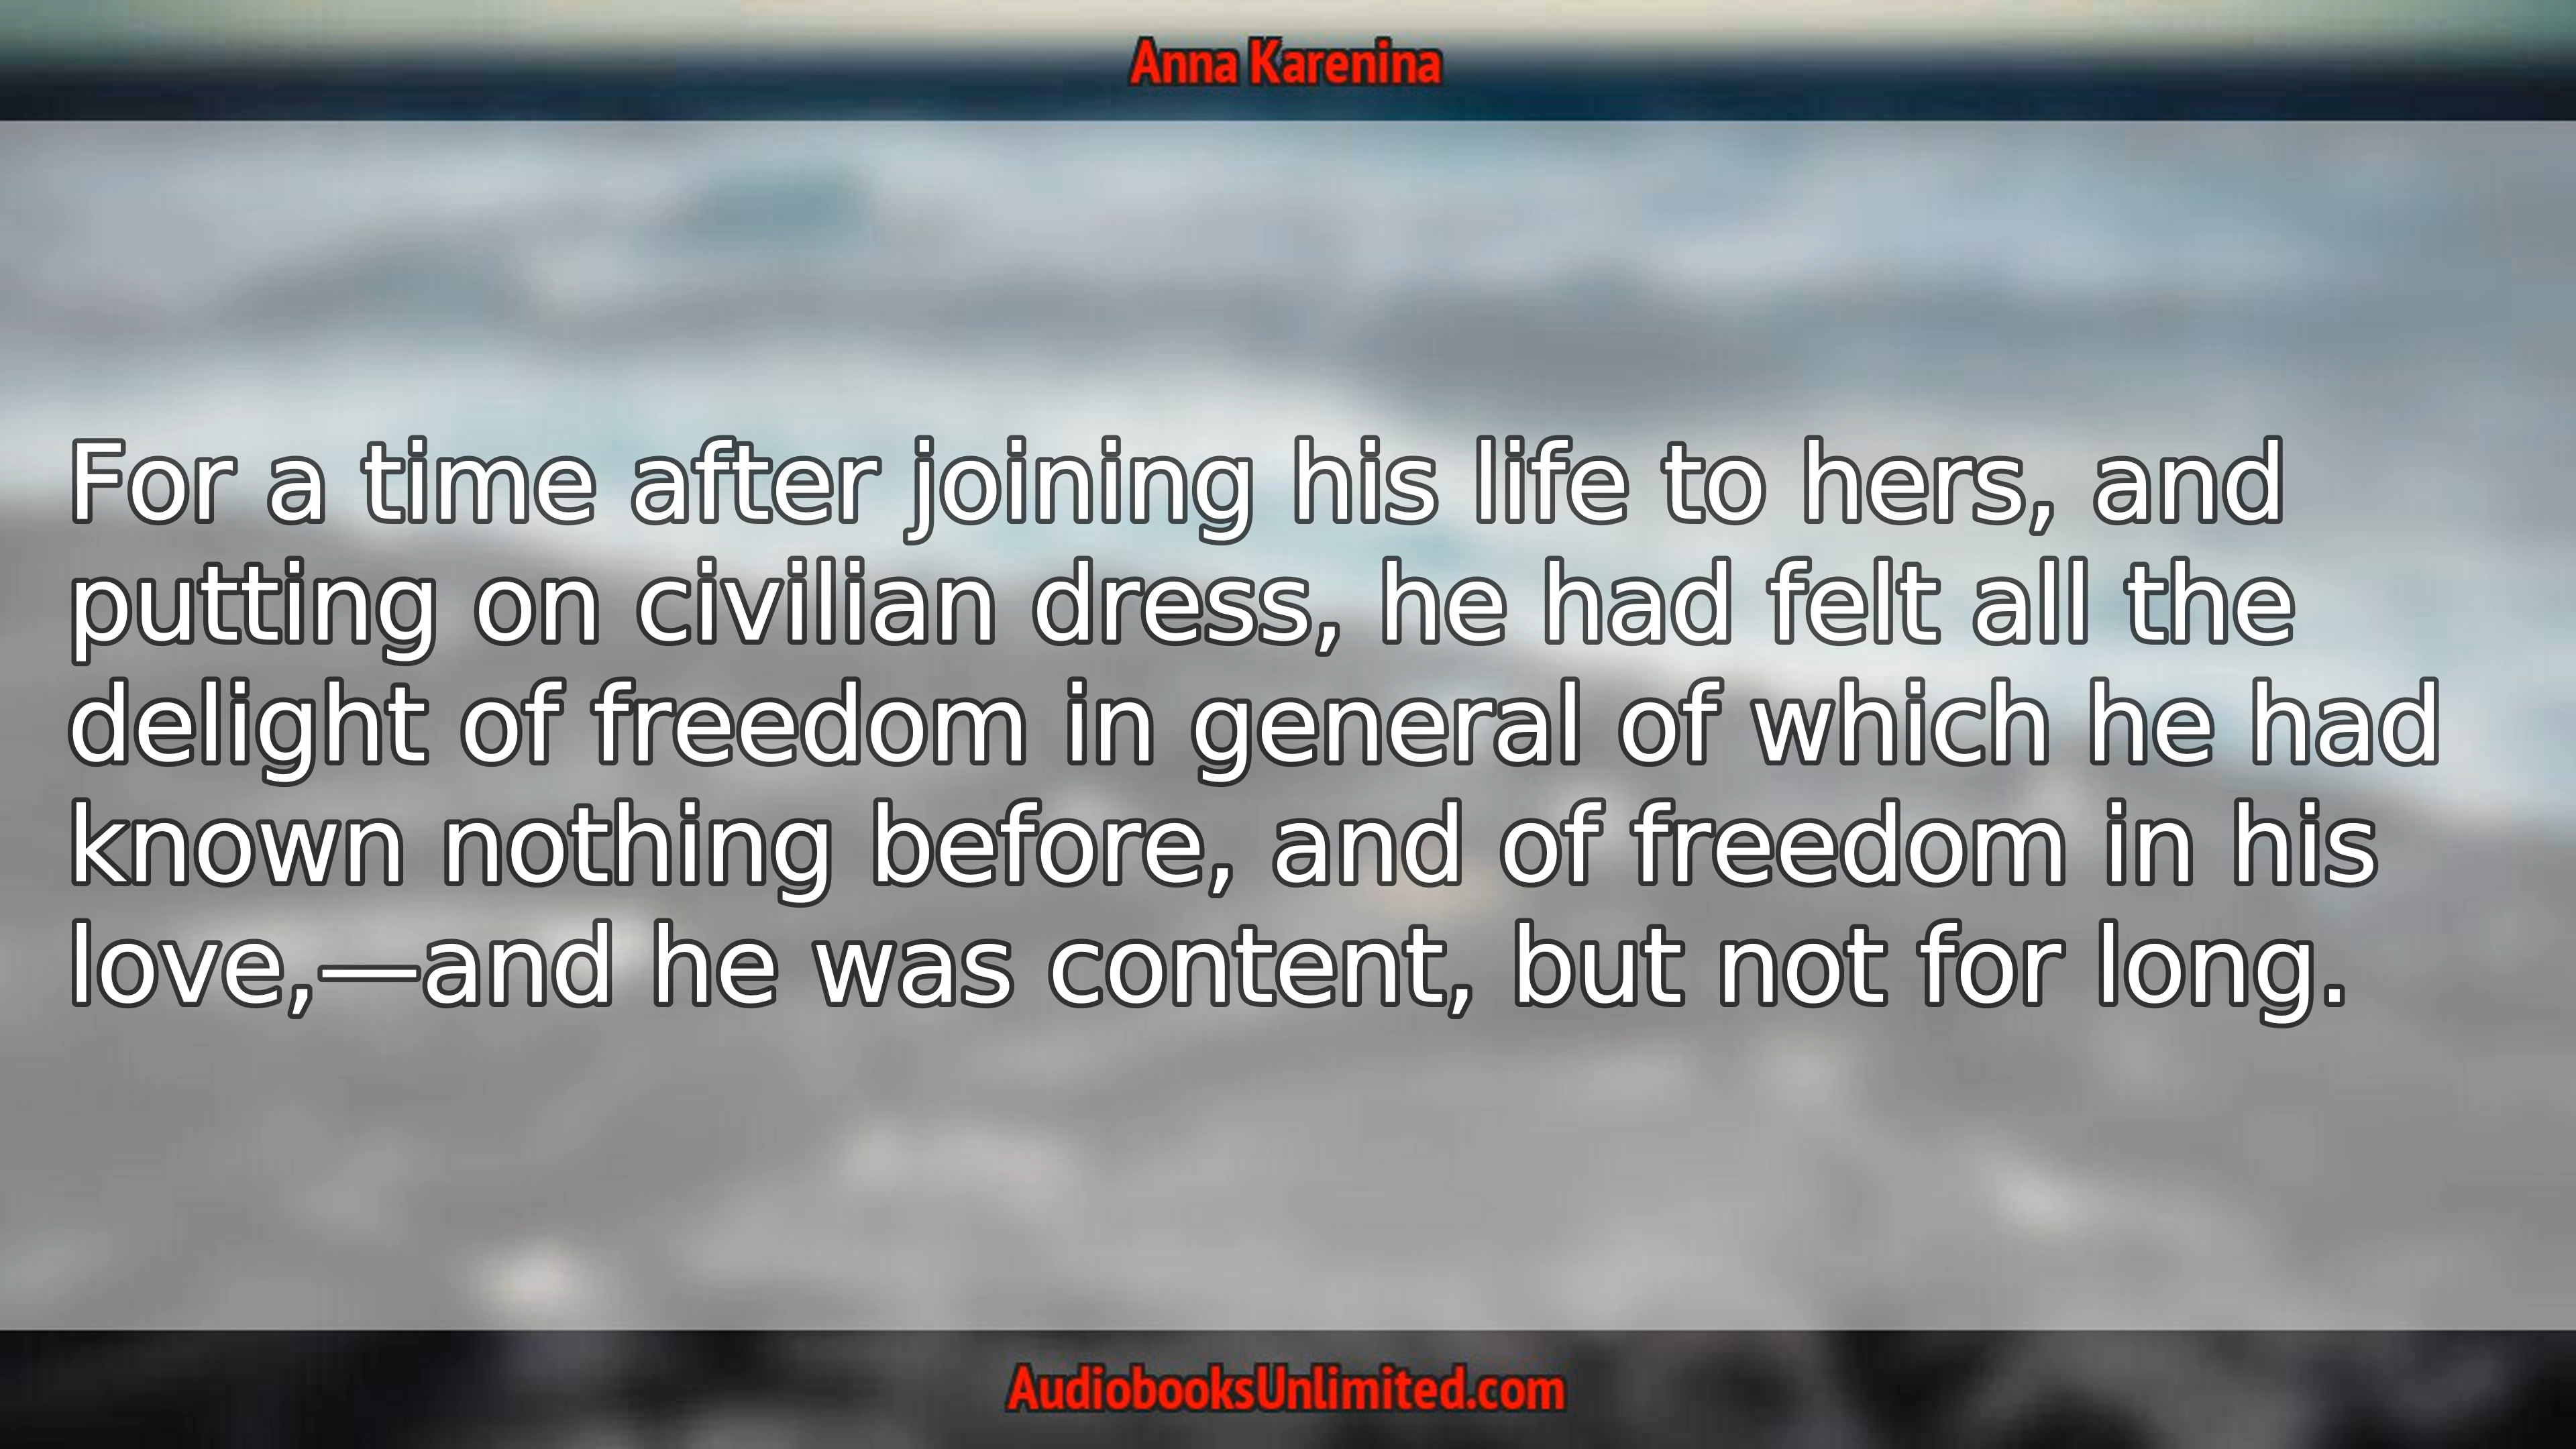 Anna Karenina
For a time after joining his life to hers, and
putting on civilian dress, he had felt all the
delight of freedom in general of which he had
known nothing before, and of freedom in his
love,—and he was content, but not for long.
AudiobooksUnlimited.com